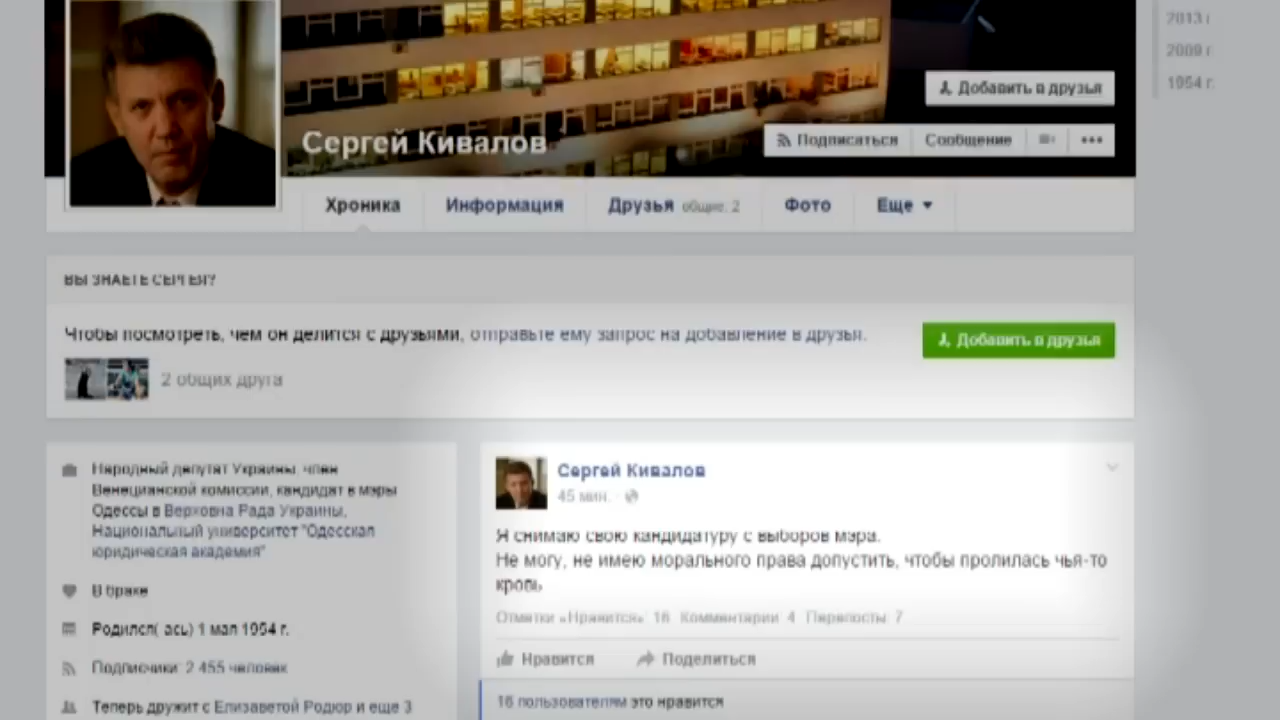 2013 г
2009 г
1954 г.
Добавить в друзья
Сергей Кивалов
Подписаться
Сообщение
Хроника
Информация
Друзья общие: 2
Фото
Еще
ВЫ ЗНАЕТЕ СЕРГЕЯ?
Чтобы посмотреть, чем он делится с друзьями, отправьте ему запрос на добавление в друзья.
Добавить в друзья
2 общих друга
Народный депутат Украины, член
Венецианской комиссии, кандидат в мэры
Одессы в Верховна Рада Украины,
Национальный университет "Одесская
юридическая академия"
В браке
Родился( ась) 1 мая 1954 г.
Подписчики: 2 455 человек
Теперь дружит с Елизаветой Родюр и еще 3
Сергей Кивалов
45 мин.
Я снимаю свою кандидатуру с выборов мэра.
Не могу, не имею морального права допустить, чтобы пролилась чья-то
кровь
Отметки «Нравится»: 16 Комментарии: 4 Перепосты: 7
Нравится
Поделиться
16 пользователям это нравится